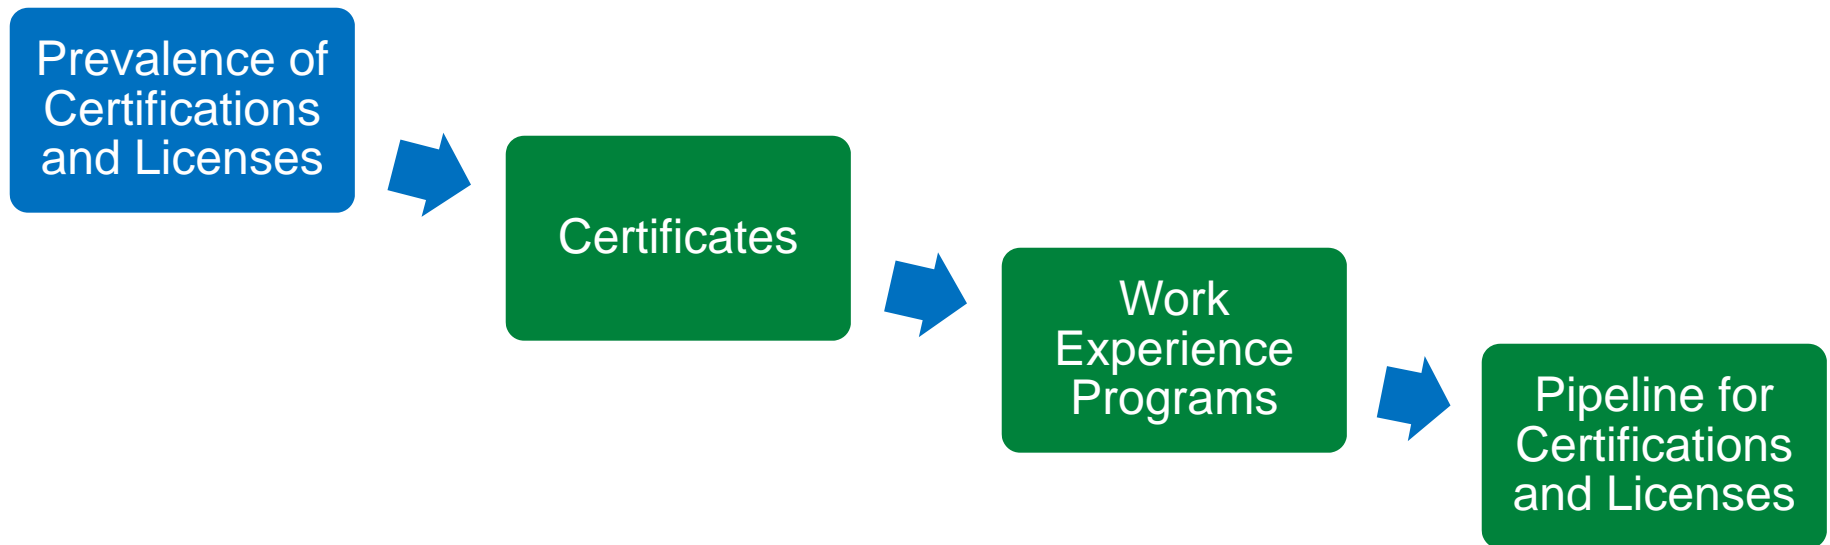 Prevalence of
Certifications
and Licenses
Certificates
Work
Experience
Programs
Pipeline for
Certifications
and Licenses